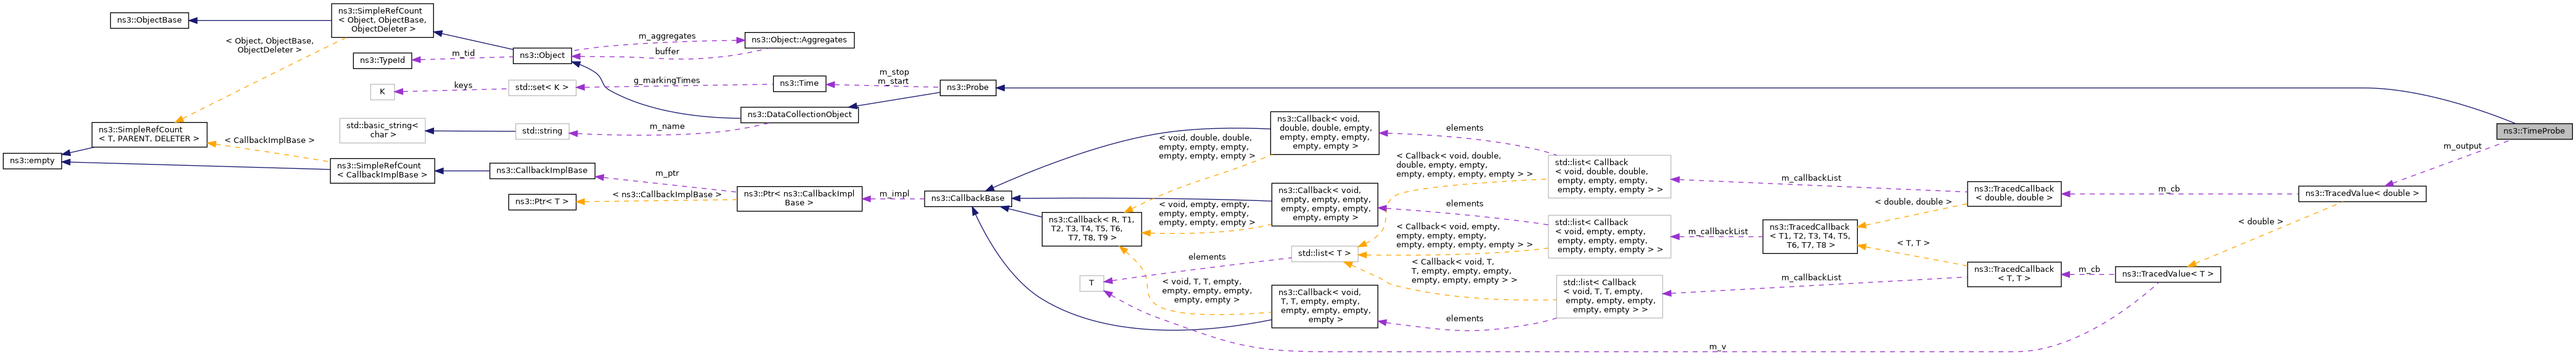 ns3::ObjectBase
ns3::SimpleRefCount
< Object, ObjectBase,
ObjectDeleter >
< Object, ObjectBase,
ObjectDeleter >
ns3::TypeId
m_tid
ns3::Object
m_aggregates
buffer
ns3::Object::Aggregates
K
keys
std::set< K >
g_markingTimes
ns3::Time
m_stop
m_start
ns3::Probe
ns3::DataCollectionObject
std::basic_string<
char >
std::string
m_name
ns3::SimpleRefCount
< T, PARENT, DELETER >
< CallbackImplBase >
ns3::empty
ns3::SimpleRefCount
< CallbackImplBase >
ns3::CallbackImplBase
m_ptr
ns3::Ptr< T >
< ns3::CallbackImplBase >
ns3::Ptr< ns3::CallbackImpl
Base >
m_impl
ns3::CallbackBase
ns3::Callback< R, T1,
T2, T3, T4, T5, T6,
T7, T8, T9 >
T
< void, double, double,
empty, empty, empty,
empty, empty, empty >
< void, empty, empty,
empty, empty, empty,
empty, empty, empty >
< void, T, T, empty,
empty, empty, empty,
empty, empty >
elements
ns3::Callback< void,
double, double, empty,
empty, empty, empty,
empty, empty >
ns3::Callback< void,
empty, empty, empty,
empty, empty, empty,
empty, empty >
std::list< T >
ns3::Callback< void,
T, T, empty, empty,
empty, empty, empty,
empty >
elements
< Callback< void, double,
double, empty, empty,
empty, empty, empty, empty > >
elements
< Callback< void, empty,
empty, empty, empty,
empty, empty, empty, empty > >
< Callback< void, T,
T, empty, empty, empty,
empty, empty, empty > >
elements
std::list< Callback
< void, double, double,
empty, empty, empty,
empty, empty, empty > >
std::list< Callback
< void, empty, empty,
empty, empty, empty,
empty, empty, empty > >
std::list< Callback
< void, T, T, empty,
empty, empty, empty,
empty, empty > >
m_callbackList
m_callbackList
m_callbackList
m_v
ns3::TracedCallback
< T1, T2, T3, T4, T5,
T6, T7, T8 >
< double, double >
< T, T >
ns3::TracedCallback
< double, double >
ns3::TracedCallback
< T, T >
m_cb
m_cb
ns3::TracedValue< T >
< double >
ns3::TracedValue< double >
m_output
ns3::TimeProbe